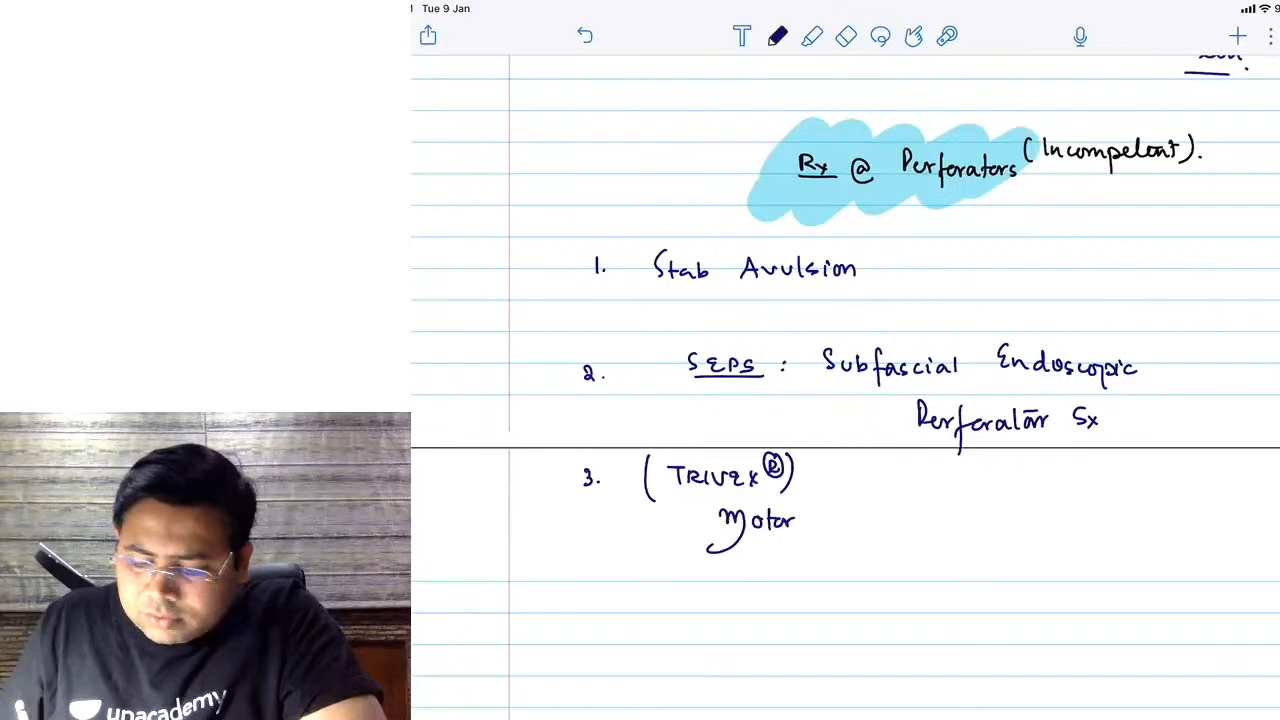 Tue 9 Jan
Rx @ Perforators (Incompetent).
1. Stab Avulsion
2. SEPS : Subfascial Endoscopic
Perforator Sx
3. (TRIVEX ®)
Motor
unacademy